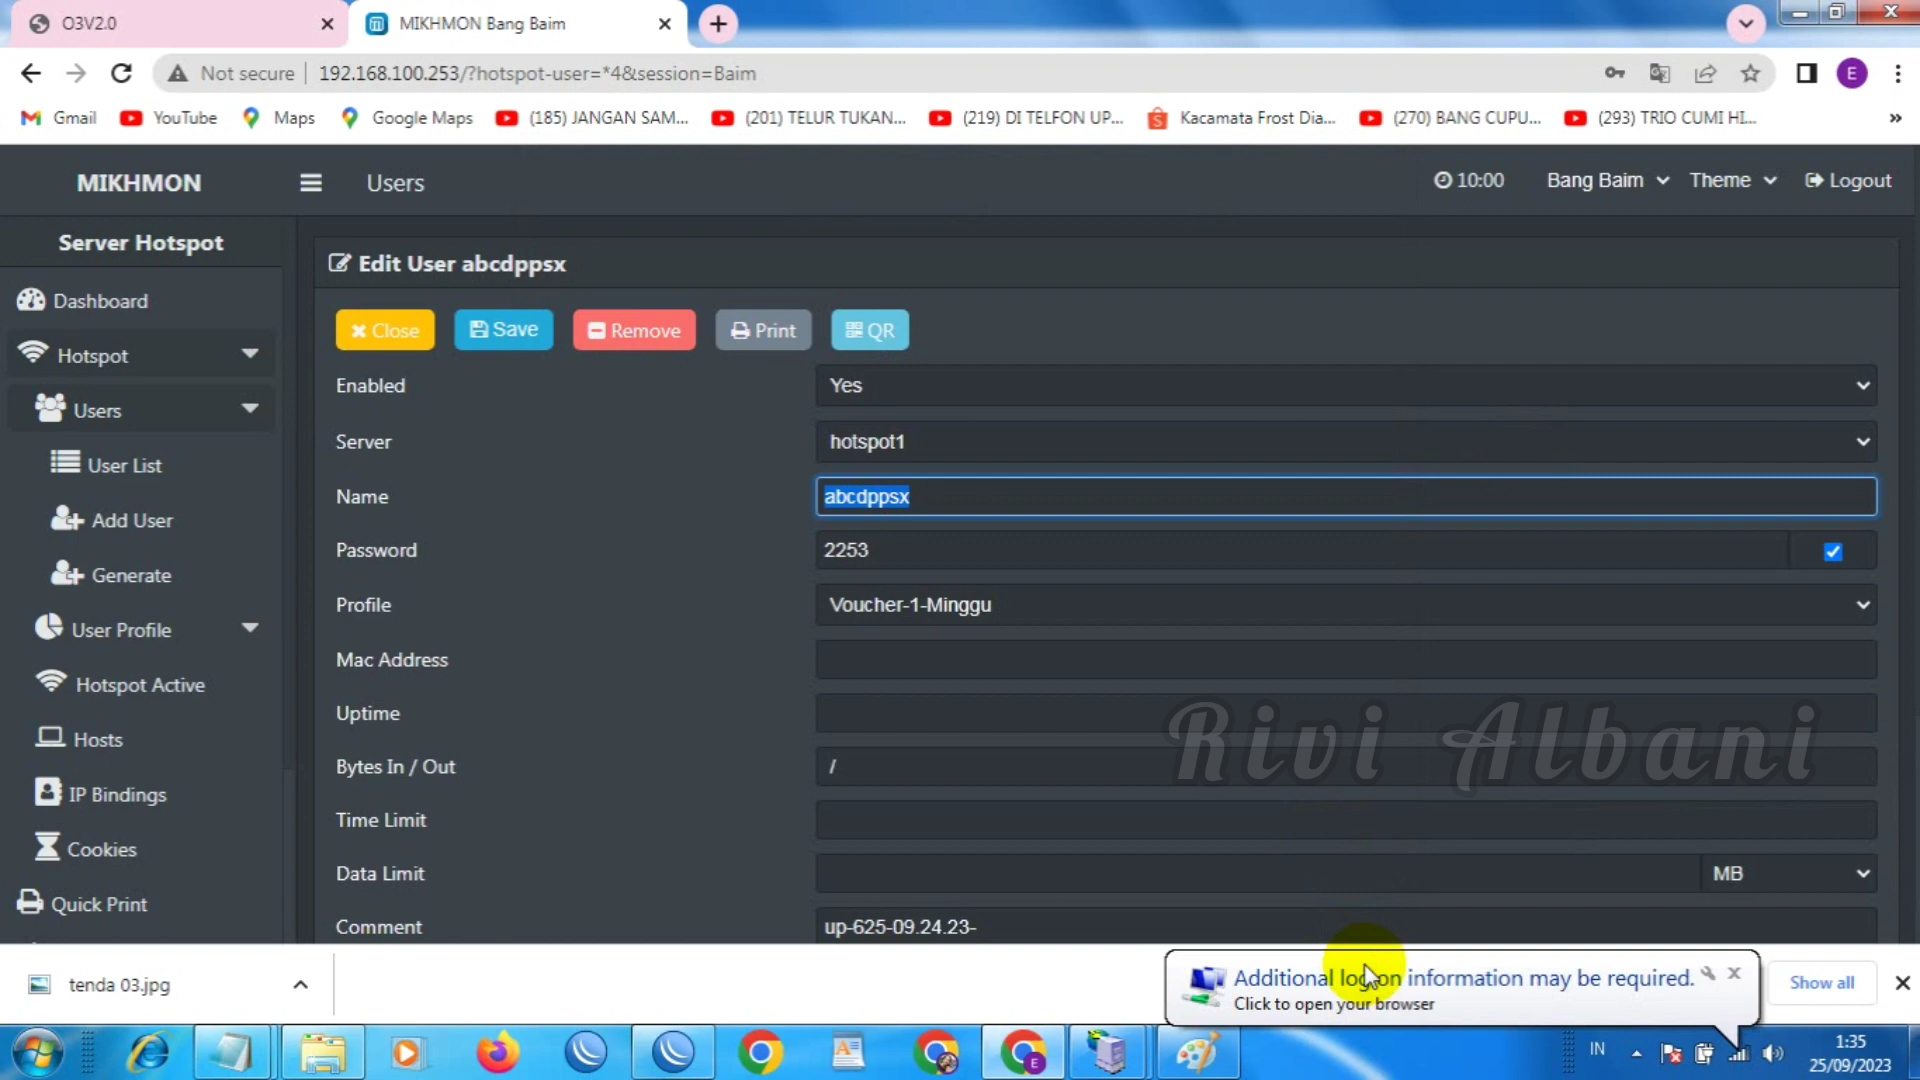 O3V2.0
MIKHMON Bang Baim
Not secure
192.168.100.253/?hotspot-user=*4&session=Baim
E
Gmail
YouTube
Maps
Google Maps
(185) JANGAN SAM...
(201) TELUR TUKAN...
(219) DI TELFON UP...
Kacamata Frost Dia...
(270) BANG CUPU...
(293) TRIO CUMI HI...
»
MIKHMON
Users
10:00
Bang Baim
Theme
Logout
Server Hotspot
Dashboard
Hotspot
Users
User List
Add User
Generate
User Profile
Hotspot Active
Hosts
IP Bindings
Cookies
Quick Print
Edit User abcdppsx
Close
Save
Remove
Print
QR
Enabled
Yes
Server
hotspot1
Name
abcdppsx
Password
2253
Profile
Voucher-1-Minggu
Mac Address
Uptime
Bytes In / Out
/
Time Limit
Data Limit
MB
Comment
up-625-09.24.23-
Rivi Albani
tenda 03.jpg
Additional log on information may be required.
Click to open your browser
Show all
IN
1:35
25/09/2023